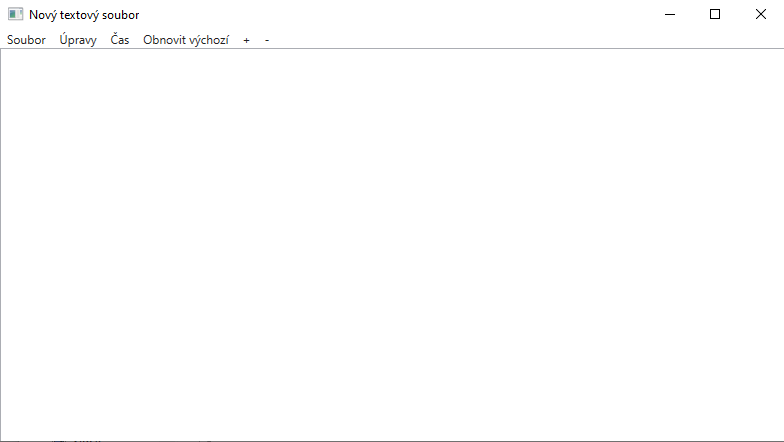 Nový textový soubor
Soubor Úpravy Čas Obnovit výchozí + -